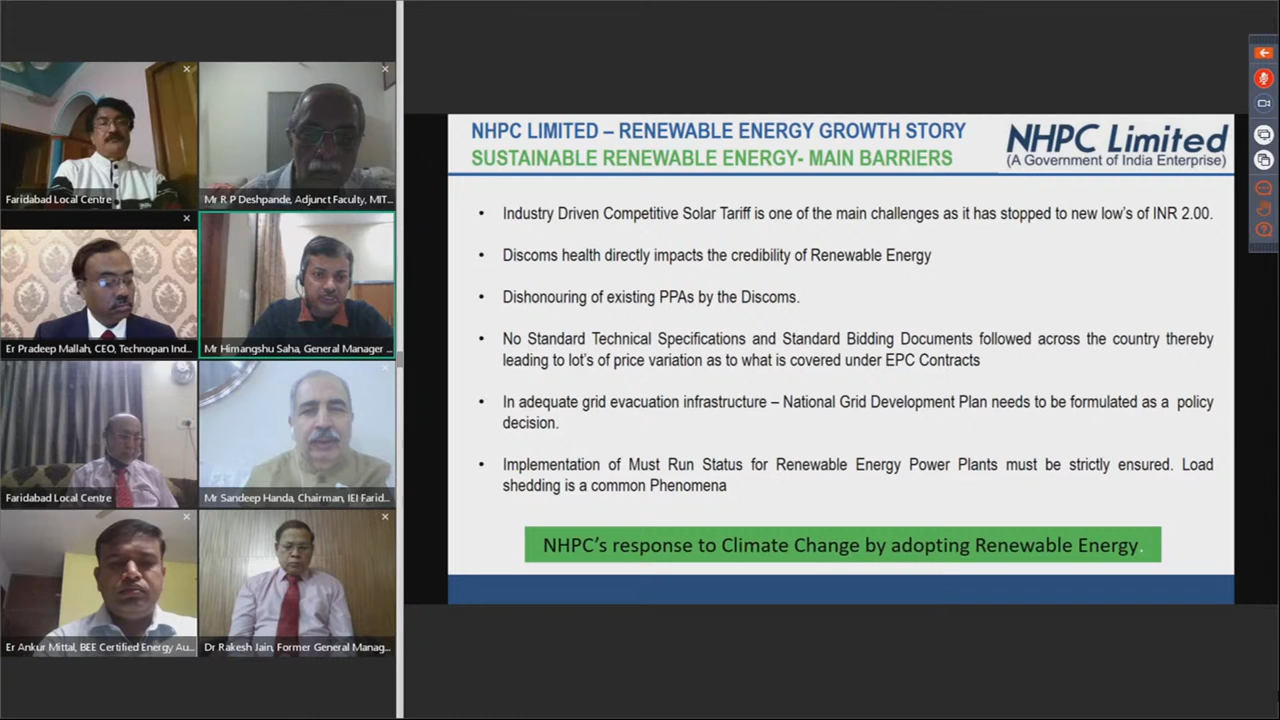 Faridabad Local Centre
Mr R P Deshpande, Adjunct Faculty, MIT...
Er Pradeep Mallah, CEO, Technopan Ind...
Mr Himangshu Saha, General Manager ...
Faridabad Local Centre
Mr Sandeep Handa, Chairman, IEI Farid...
Er Ankur Mittal, BEE Certified Energy Au...
Dr Rakesh Jain, Former General Manag...
NHPC LIMITED – RENEWABLE ENERGY GROWTH STORY
SUSTAINABLE RENEWABLE ENERGY- MAIN BARRIERS
NHPC Limited
(A Government of India Enterprise)
• Industry Driven Competitive Solar Tariff is one of the main challenges as it has stopped to new low's of INR 2.00.
• Discoms health directly impacts the credibility of Renewable Energy
• Dishonouring of existing PPAs by the Discoms.
• No Standard Technical Specifications and Standard Bidding Documents followed across the country thereby
leading to lot's of price variation as to what is covered under EPC Contracts
• In adequate grid evacuation infrastructure – National Grid Development Plan needs to be formulated as a policy
decision.
• Implementation of Must Run Status for Renewable Energy Power Plants must be strictly ensured. Load
shedding is a common Phenomena
NHPC's response to Climate Change by adopting Renewable Energy.